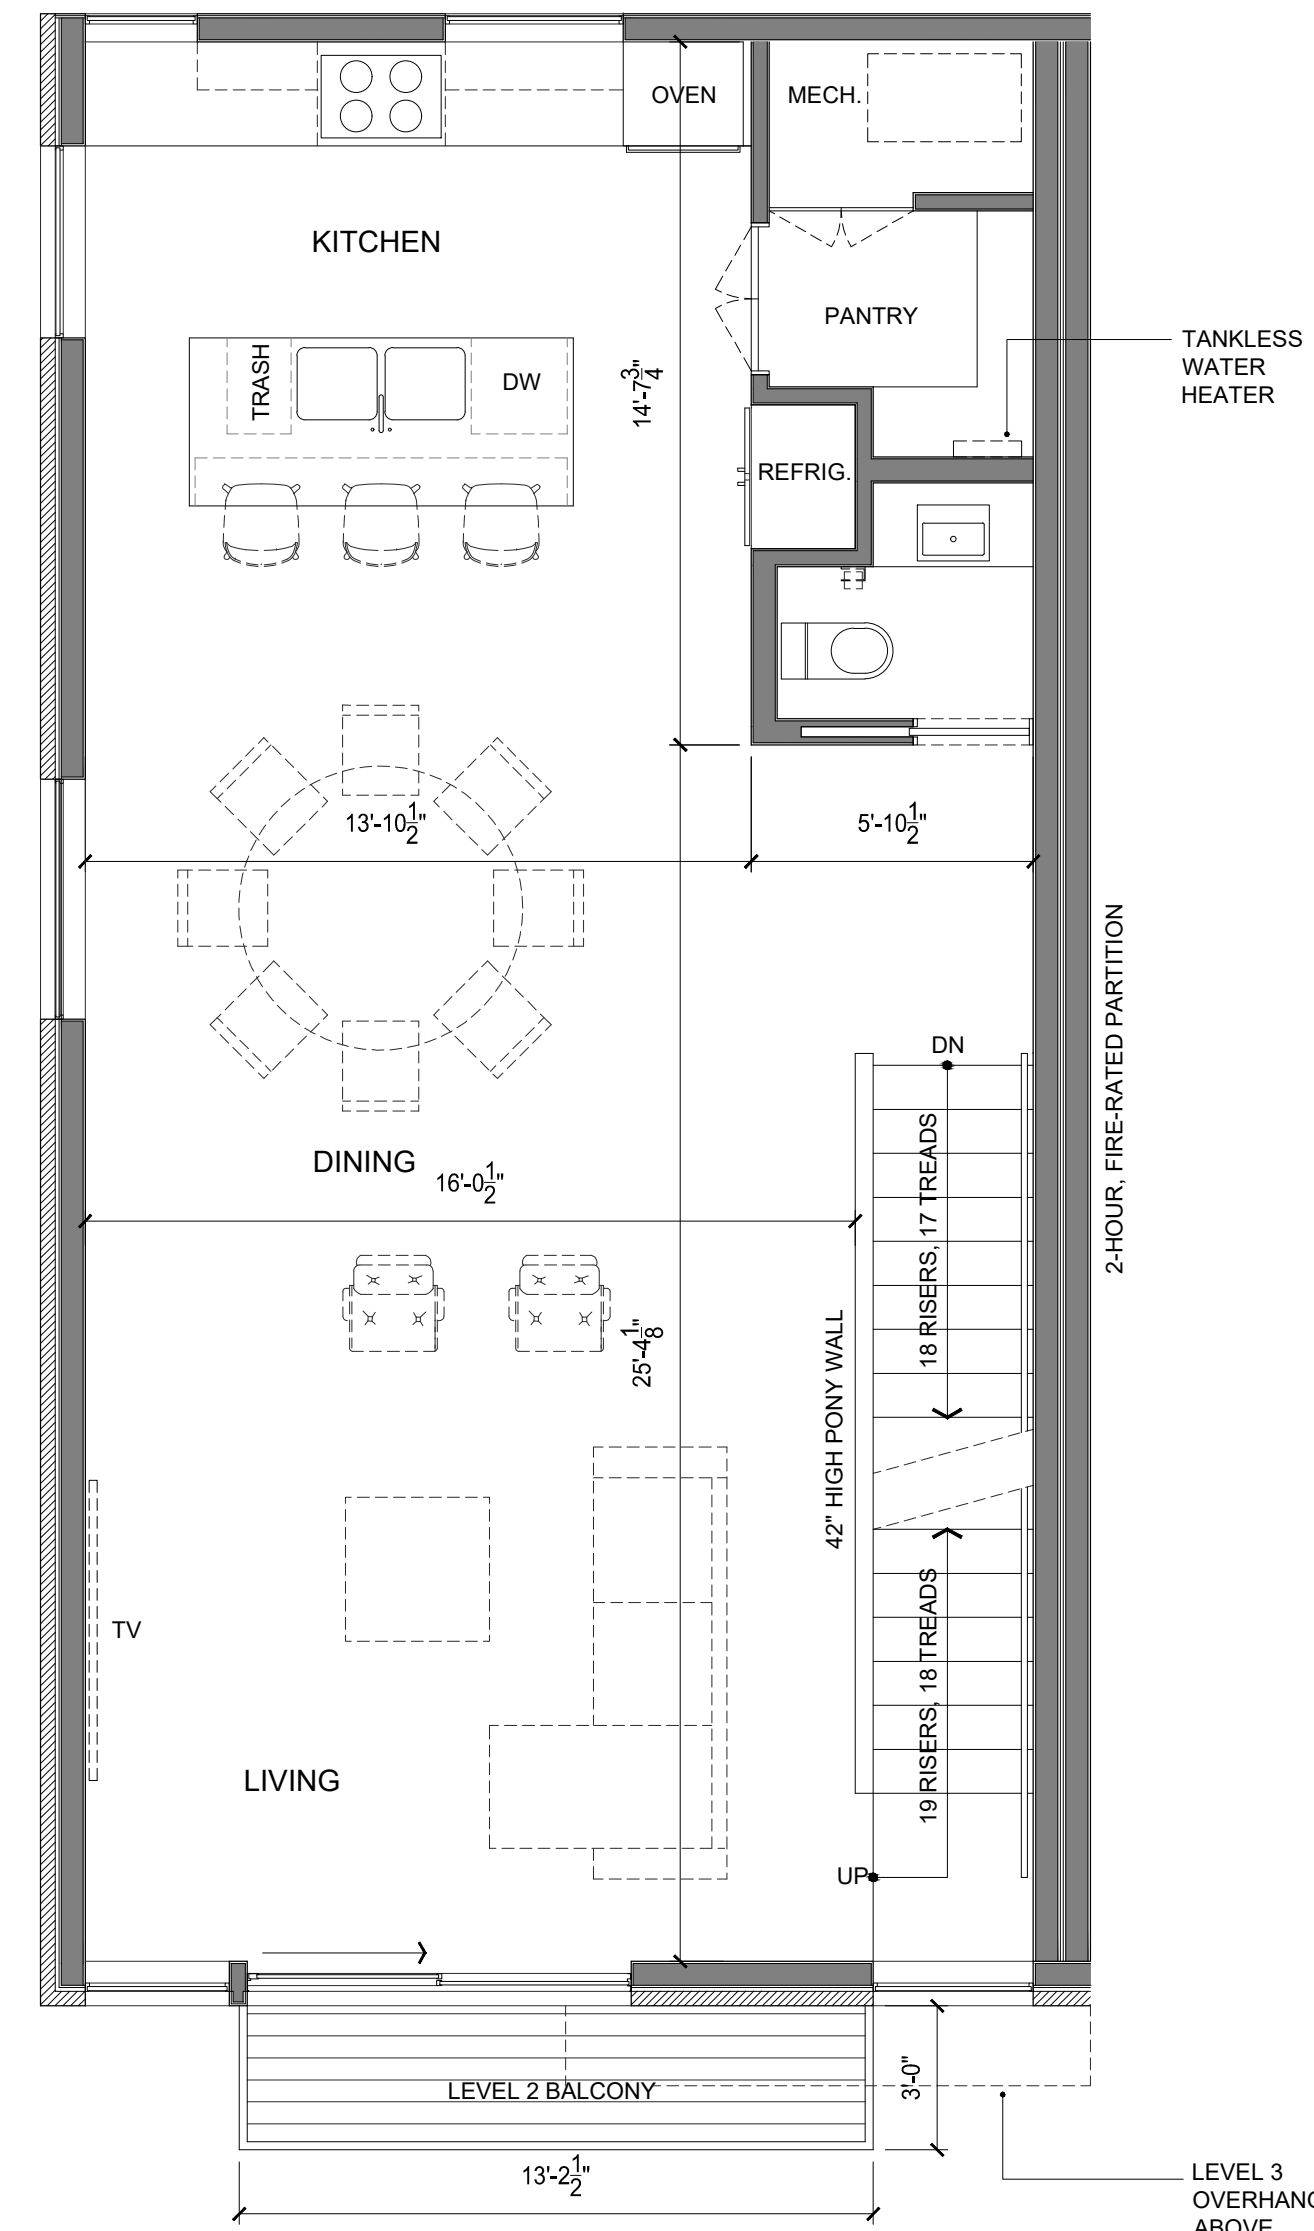 OVEN
MECH.
KITCHEN
PANTRY
TANKLESS
WATER
HEATER
TRASH
DW
14'-7 3/4"
REFRIG.
13'-10 1/2"
5'-10 1/2"
2-HOUR, FIRE-RATED PARTITION
DN
18 RISERS, 17 TREADS
DINING
16'-0 1/2"
25'-4 1/8"
42" HIGH PONY WALL
TV
19 RISERS, 18 TREADS
LIVING
UP
LEVEL 2 BALCONY
3'-0"
13'-2 1/2"
LEVEL 3
OVERHANG
ABOVE